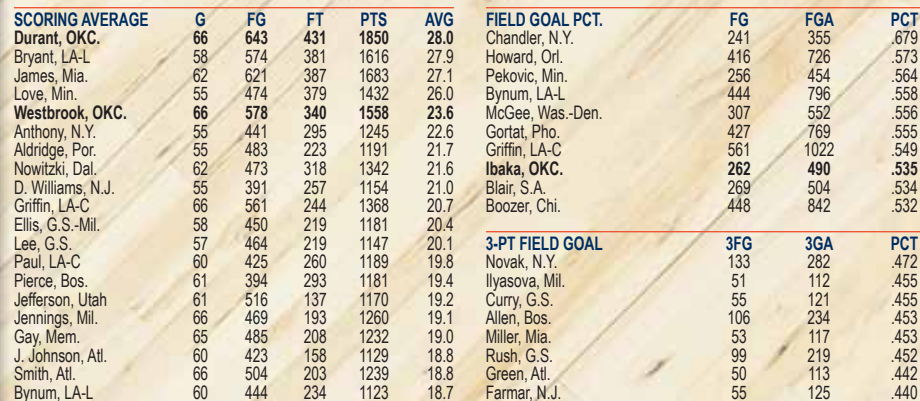 SCORING AVERAGE G FG FT PTS AVG
Durant, OKC. 66 643 431 1850 28.0
Bryant, LA-L 58 574 381 1616 27.9
James, Mia. 62 621 387 1683 27.1
Love, Min. 55 474 379 1432 26.0
Westbrook, OKC. 66 578 340 1558 23.6
Anthony, N.Y. 55 441 295 1245 22.6
Aldridge, Por. 55 483 223 1191 21.7
Nowitzki, Dal. 62 473 318 1342 21.6
D. Williams, N.J. 55 391 257 1154 21.0
Griffin, LA-C 66 561 244 1368 20.7
Ellis, G.S.-Mil. 58 450 219 1181 20.4
Lee, G.S. 57 464 219 1147 20.1
Paul, LA-C 60 425 260 1189 19.8
Pierce, Bos. 61 394 293 1181 19.4
Jefferson, Utah 61 516 137 1170 19.2
Jennings, Mil. 66 469 193 1260 19.1
Gay, Mem. 65 485 208 1232 19.0
J. Johnson, Atl. 60 423 158 1129 18.8
Smith, Atl. 66 504 203 1239 18.8
Bynum, LA-L 60 444 234 1123 18.7
FIELD GOAL PCT. FG FGA PCT
Chandler, N.Y. 241 355 .679
Howard, Orl. 416 726 .573
Pekovic, Min. 256 454 .564
Bynum, LA-L 444 796 .558
McGee, Was.-Den. 307 552 .556
Gortat, Pho. 427 769 .555
Griffin, LA-C 561 1022 .549
Ibaka, OKC. 262 490 .535
Blair, S.A. 269 504 .534
Boozer, Chi. 448 842 .532
3-PT FIELD GOAL 3FG 3GA PCT
Novak, N.Y. 133 282 .472
Ilyasova, Mil. 51 112 .455
Curry, G.S. 55 121 .455
Allen, Bos. 106 234 .453
Miller, Mia. 53 117 .453
Rush, G.S. 99 219 .452
Green, Atl. 50 113 .442
Farmar, N.J. 55 125 .440